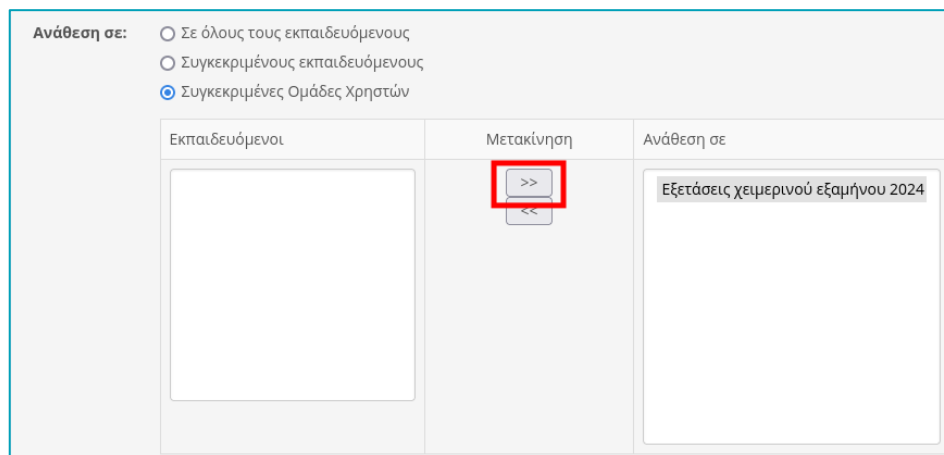 Ανάθεση σε:
Σε όλους τους εκπαιδευόμενους
Συγκεκριμένους εκπαιδευόμενους
Συγκεκριμένες Ομάδες Χρηστών
Εκπαιδευόμενοι Μετακίνηση Ανάθεση σε
>>
<<
Εξετάσεις χειμερινού εξαμήνου 2024